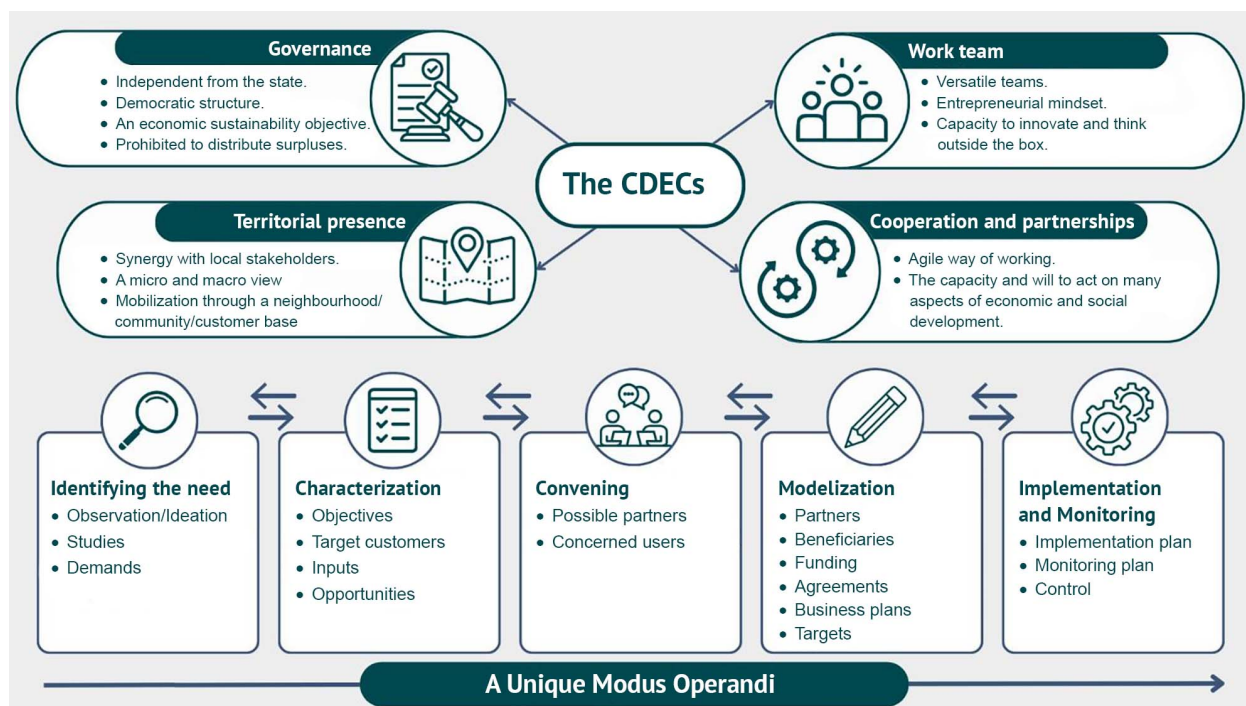 Governance
• Independent from the state.
• Democratic structure.
• An economic sustainability objective.
• Prohibited to distribute surpluses.
Work team
• Versatile teams.
• Entrepreneurial mindset.
• Capacity to innovate and think
outside the box.
The CDECs
Territorial presence
• Synergy with local stakeholders.
• A micro and macro view
• Mobilization through a neighbourhood/
community/customer base
Cooperation and partnerships
• Agile way of working.
• The capacity and will to act on many
aspects of economic and social
development.
Identifying the need
• Observation/Ideation
• Studies
• Demands
Characterization
• Objectives
• Target customers
• Inputs
• Opportunities
Convening
• Possible partners
• Concerned users
Modelization
• Partners
• Beneficiaries
• Funding
• Agreements
• Business plans
• Targets
Implementation
and Monitoring
• Implementation plan
• Monitoring plan
• Control
A Unique Modus Operandi